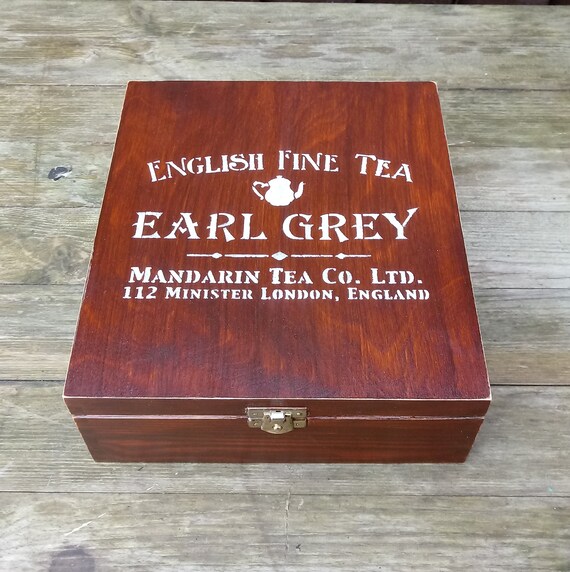 English Fine Tea
Earl Grey
Mandarin Tea Co. Ltd.
112 Minister London, England